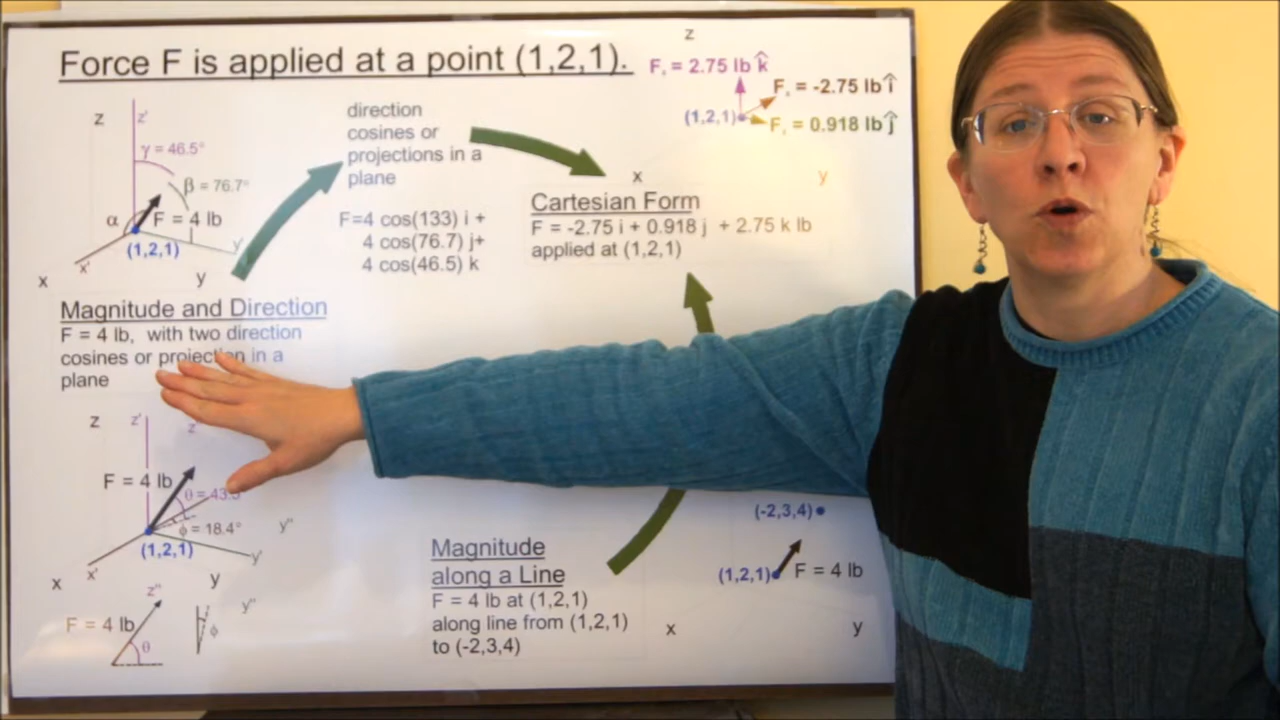 Force F is applied at a point (1,2,1).
z
F = 2.75 lb k̂
F = -2.75 lb î
(1,2,1)
F = 0.918 lb ĵ
x
y
z
z'
γ = 46.5°
β = 76.7°
α
F = 4 lb
(1,2,1)
y'
x'
x
y
direction
cosines or
projections in a
plane
F=4 cos(133) i +
4 cos(76.7) j+
4 cos(46.5) k
Cartesian Form
F = -2.75 i + 0.918 j + 2.75 k lb
applied at (1,2,1)
Magnitude and Direction
F = 4 lb, with two direction
cosines or projection in a
plane
z
z'
z"
F = 4 lb
θ = 43.5
ϕ = 18.4°
y"
(1,2,1)
y'
x'
x
y
z"
y"
F = 4 lb
θ
ϕ
Magnitude
along a Line
F = 4 lb at (1,2,1)
along line from (1,2,1)
to (-2,3,4)
(-2,3,4)
(1,2,1)
F = 4 lb
x
y